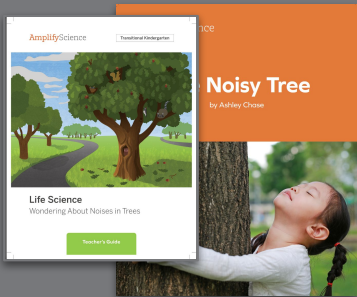 AmplifyScience
Transitional Kindergarten
Life Science
Wondering About Noises in Trees
Teacher's Guide
Noisy Tree
by Ashley Chase